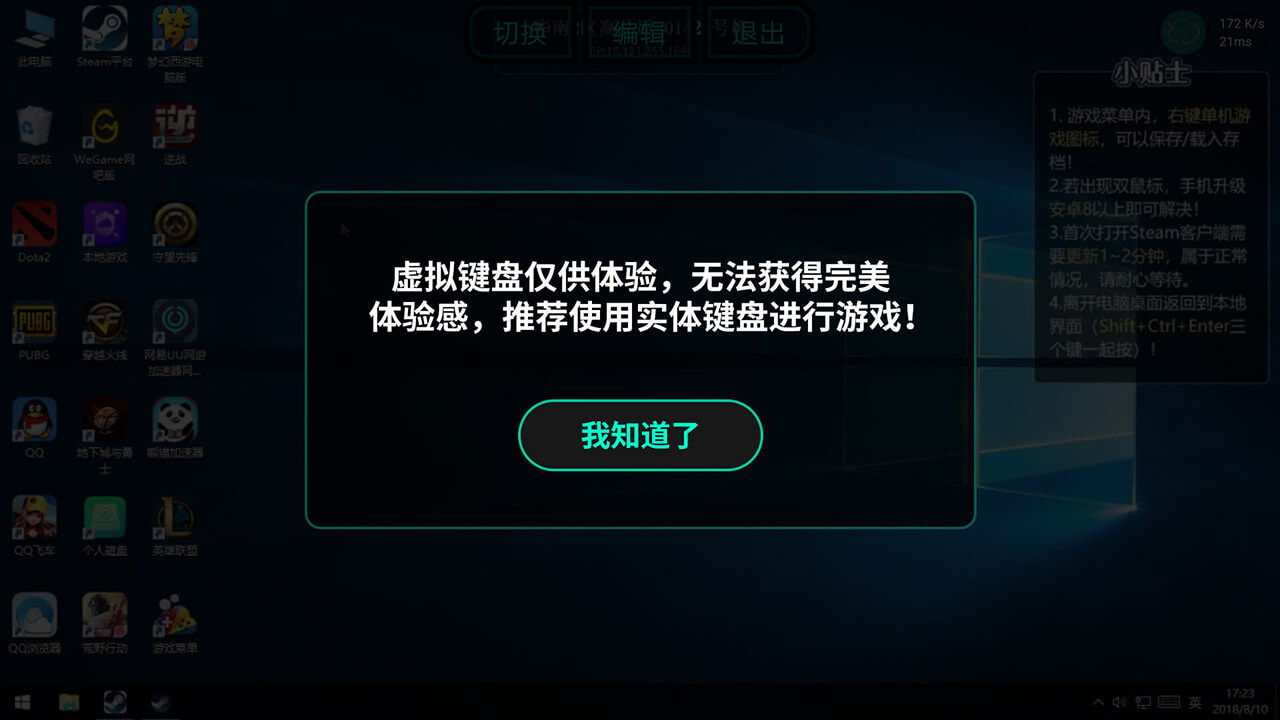 切换
编辑
退出
172 K/s
21ms
此电脑
Steam平台
梦幻西游电
脑版
回收站
WeGame网
吧版
逆战
Dota2
本地游戏
守望先锋
PUBG
穿越火线
网易UU网游
加速器网...
QQ
地下城与勇
士
熊猫加速器
QQ飞车
个人磁盘
英雄联盟
QQ浏览器
荒野行动
游戏菜单
虚拟键盘仅供体验，无法获得完美
体验感，推荐使用实体键盘进行游戏！
我知道了
小贴士
1. 游戏菜单内，右键单机游
戏图标，可以保存/载入存
档！
2.若出现双鼠标，手机升级
安卓8以上即可解决！
3.首次打开Steam客户端需
要更新1~2分钟，属于正常
情况，请耐心等待。
4.离开电脑桌面返回到本地
界面（Shift+Ctrl+Enter三
个键一起按）！
英
17:23
2018/8/10